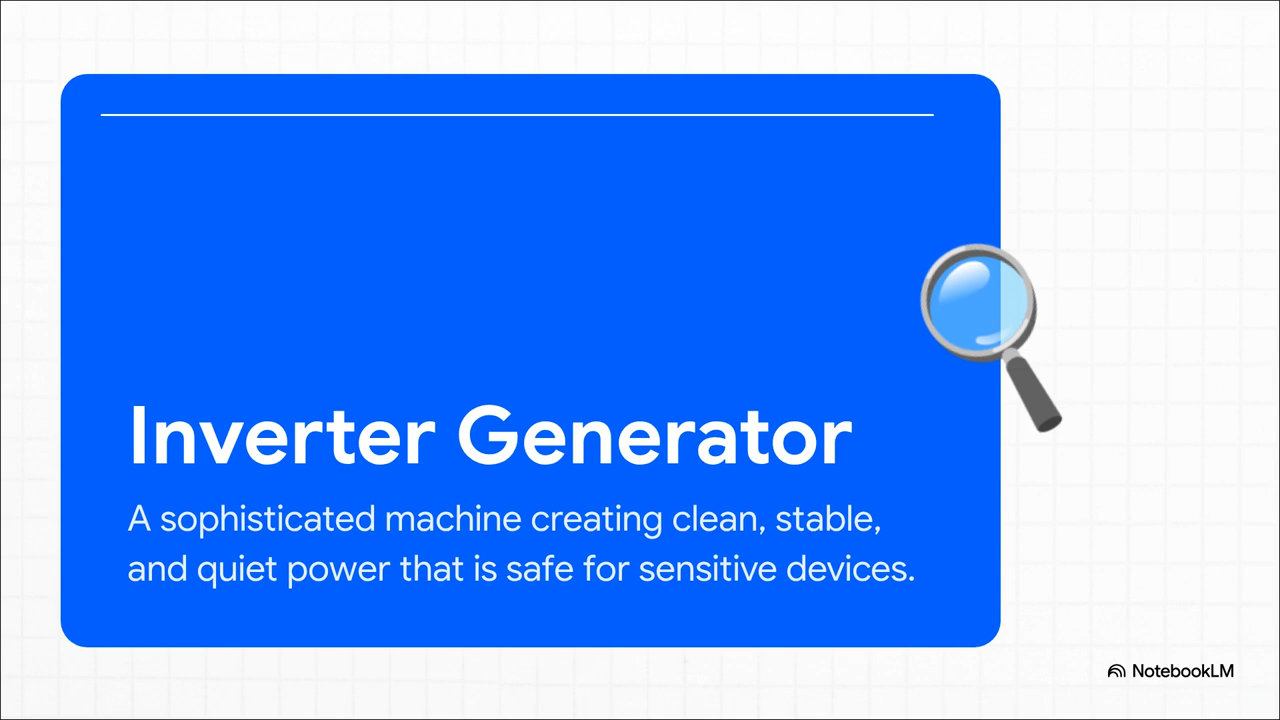 Inverter Generator
A sophisticated machine creating clean, stable,
and quiet power that is safe for sensitive devices.
NotebookLM